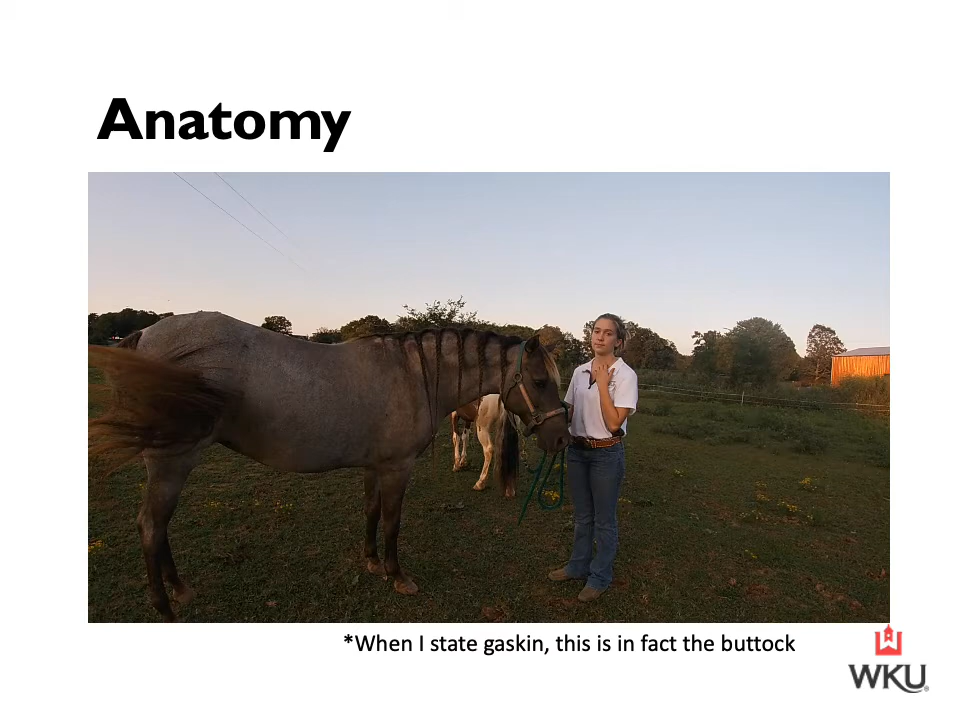 Anatomy
*When I state gaskin, this is in fact the buttock
WKU